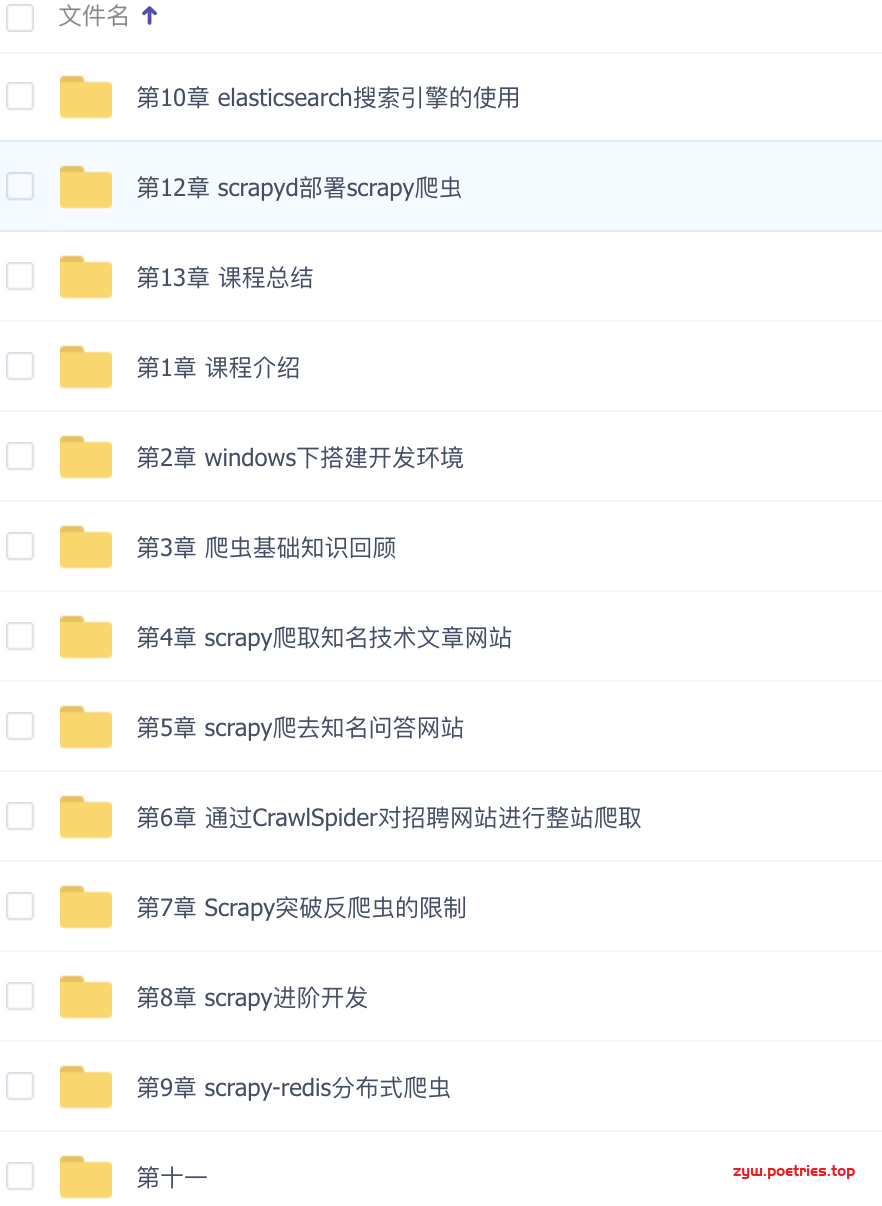 文件名
第10章 elasticsearch搜索引擎的使用
第12章 scrapyd部署scrapy爬虫
第13章 课程总结
第1章 课程介绍
第2章 windows下搭建开发环境
第3章 爬虫基础知识回顾
第4章 scrapy爬取知名技术文章网站
第5章 scrapy爬去知名问答网站
第6章 通过CrawlSpider对招聘网站进行整站爬取
第7章 Scrapy突破反爬虫的限制
第8章 scrapy进阶开发
第9章 scrapy-redis分布式爬虫
第十一
zyw.poetries.top